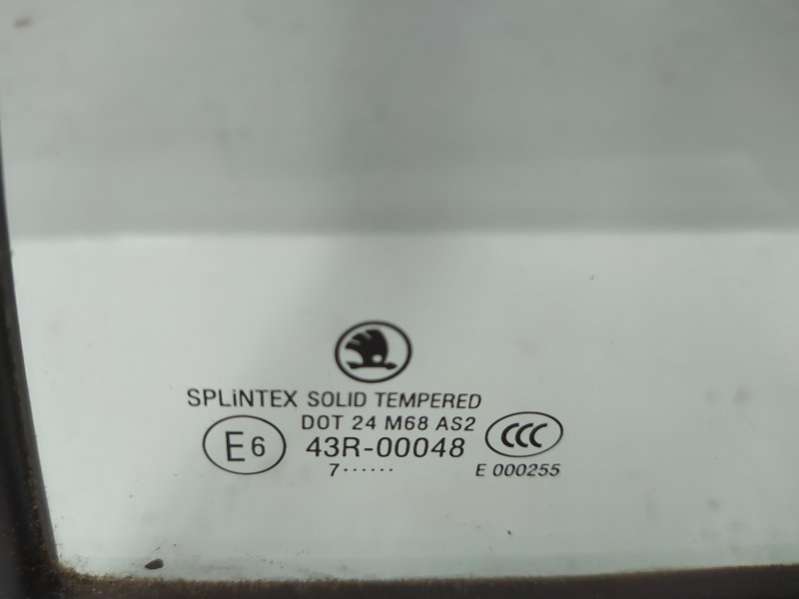 SPLiNTEX SOLID TEMPERED
DOT 24 M68 AS2
E6 43R-00048 CCC
7······ E 000255